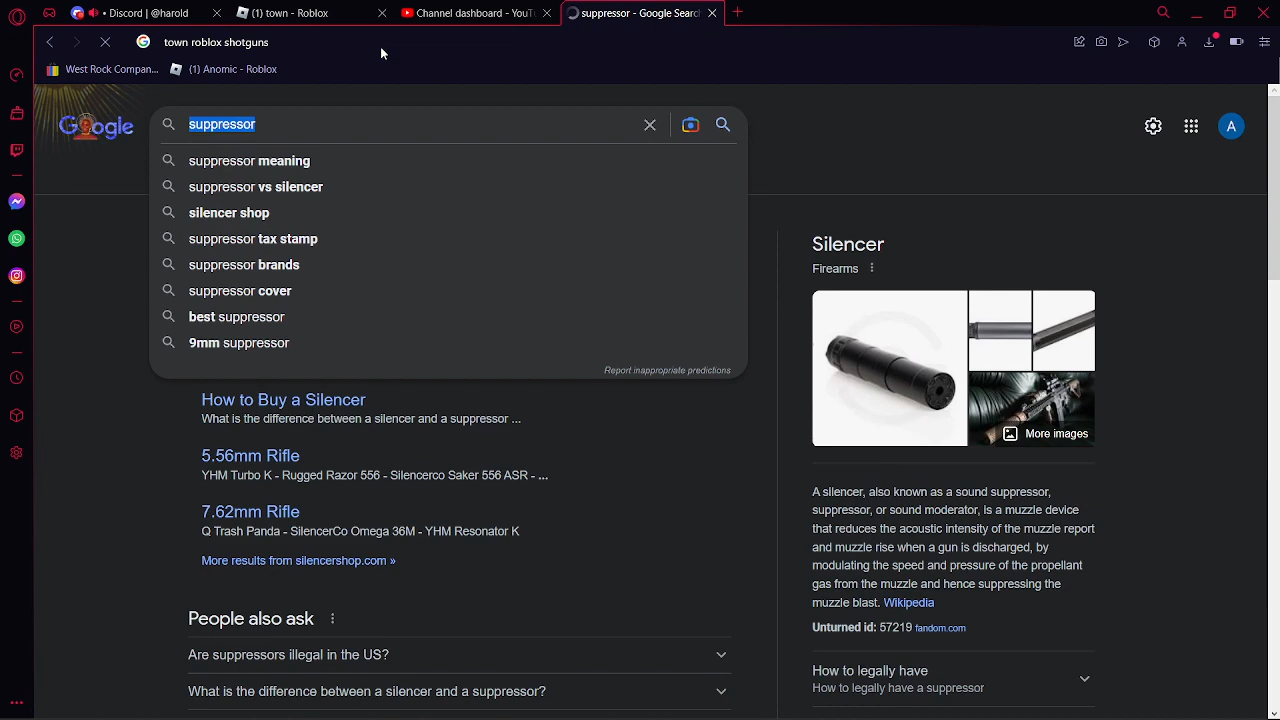 • Discord | @harold
(1) town - Roblox
Channel dashboard - YouTu
suppressor - Google Search
town roblox shotguns
West Rock Compan...
(1) Anomic - Roblox
Google
suppressor
A
suppressor meaning
suppressor vs silencer
silencer shop
suppressor tax stamp
suppressor brands
suppressor cover
best suppressor
9mm suppressor
Report inappropriate predictions
How to Buy a Silencer
What is the difference between a silencer and a suppressor ...
5.56mm Rifle
YHM Turbo K - Rugged Razor 556 - Silencerco Saker 556 ASR - ...
7.62mm Rifle
Q Trash Panda - SilencerCo Omega 36M - YHM Resonator K
More results from silencershop.com »
People also ask
Are suppressors illegal in the US?
What is the difference between a silencer and a suppressor?
Silencer
Firearms
More images
A silencer, also known as a sound suppressor,
suppressor, or sound moderator, is a muzzle device
that reduces the acoustic intensity of the muzzle report
and muzzle rise when a gun is discharged, by
modulating the speed and pressure of the propellant
gas from the muzzle and hence suppressing the
muzzle blast. Wikipedia
Unturned id: 57219 fandom.com
How to legally have
How to legally have a suppressor